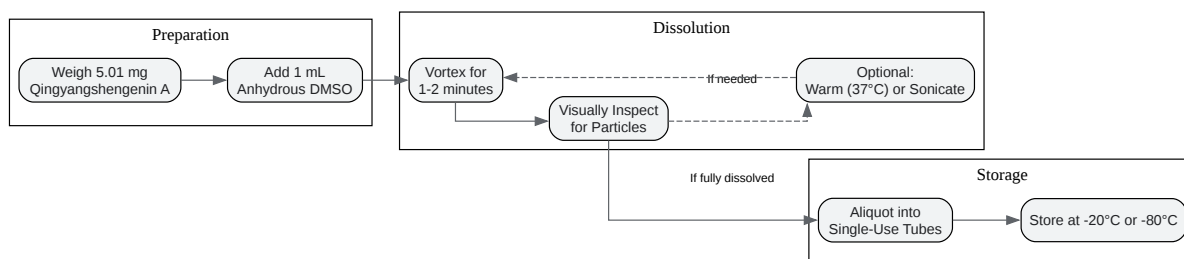 Preparation
Weigh 5.01 mg
Qingyangshengenin A
Add 1 mL
Anhydrous DMSO
Dissolution
Vortex for
1-2 minutes
Visually Inspect
for Particles
If needed
Optional:
Warm (37°C) or Sonicate
If fully dissolved
Storage
Aliquot into
Single-Use Tubes
Store at -20°C or -80°C